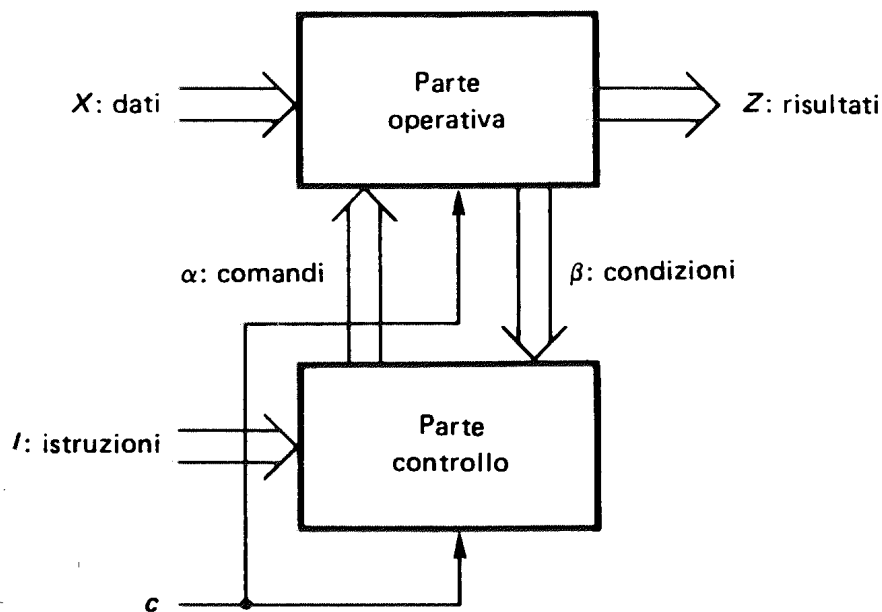 Parte
operativa
X: dati
Z: risultati
α: comandi
β: condizioni
Parte
controllo
I: istruzioni
c